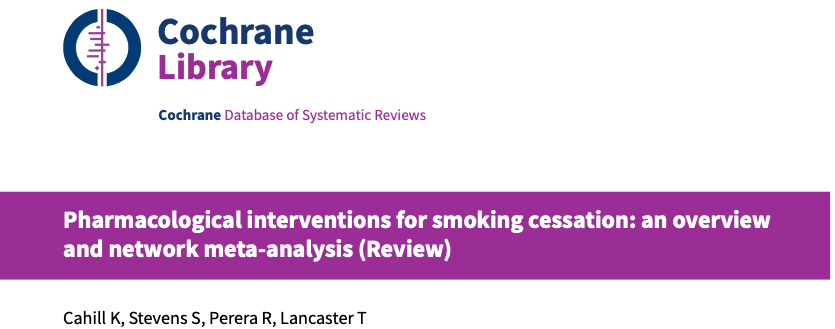 Cochrane
Library
Cochrane Database of Systematic Reviews
Pharmacological interventions for smoking cessation: an overview
and network meta-analysis (Review)
Cahill K, Stevens S, Perera R, Lancaster T